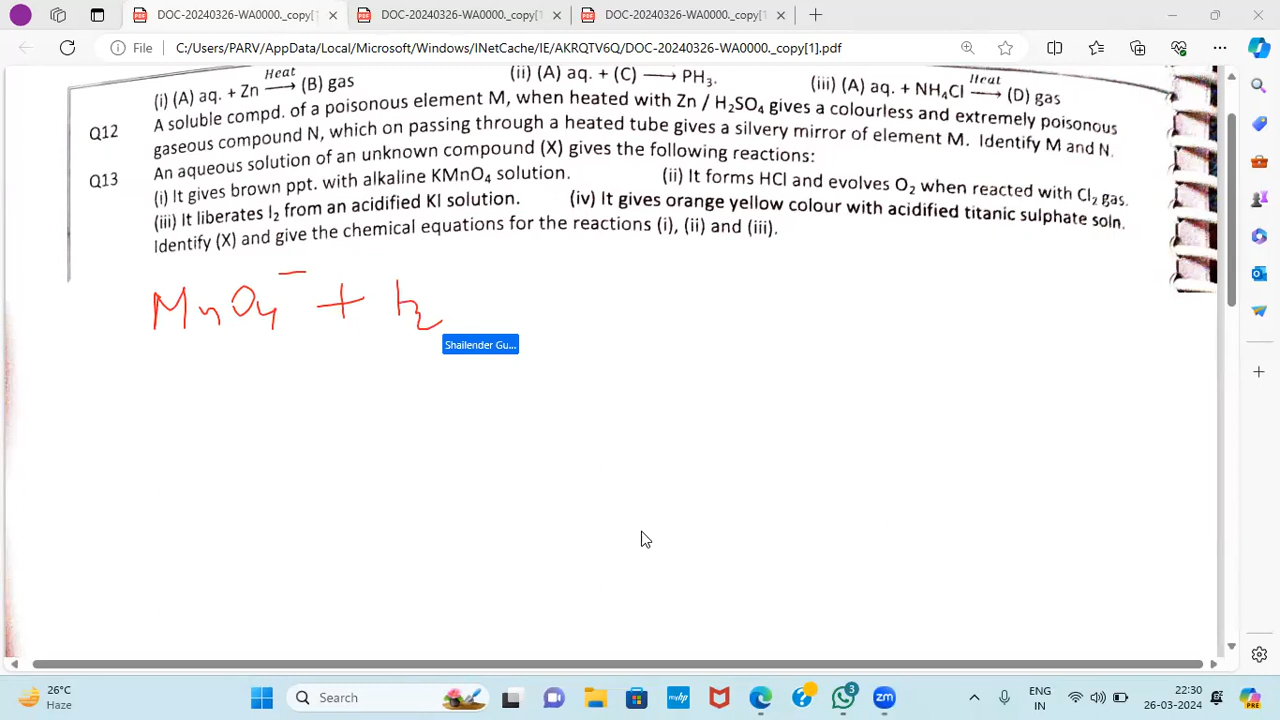 DOC-20240326-WA0000._copy[1 DOC-20240326-WA0000._copy[1].pdf DOC-20240326-WA0000._copy[1].pdf
File C:/Users/PARV/AppData/Local/Microsoft/Windows/INetCache/IE/AKRQTV6Q/DOC-20240326-WA0000._copy[1].pdf
(i) (A) aq. + Zn —Heat→ (B) gas (ii) (A) aq. + (C) ⟶ PH₃. (iii) (A) aq. + NH₄Cl —Heat→ (D) gas
Q12 A soluble compd. of a poisonous element M, when heated with Zn / H₂SO₄ gives a colourless and extremely poisonous
gaseous compound N, which on passing through a heated tube gives a silvery mirror of element M. Identify M and N.
Q13 An aqueous solution of an unknown compound (X) gives the following reactions:
(i) It gives brown ppt. with alkaline KMnO₄ solution. (ii) It forms HCl and evolves O₂ when reacted with Cl₂ gas.
(iii) It liberates I₂ from an acidified KI solution. (iv) It gives orange yellow colour with acidified titanic sulphate soln.
Identify (X) and give the chemical equations for the reactions (i), (ii) and (iii).
MnO₄⁻ + h₂
Shailender Gu...
26°C
Haze
Search
3
ENG
IN
22:30
26-03-2024